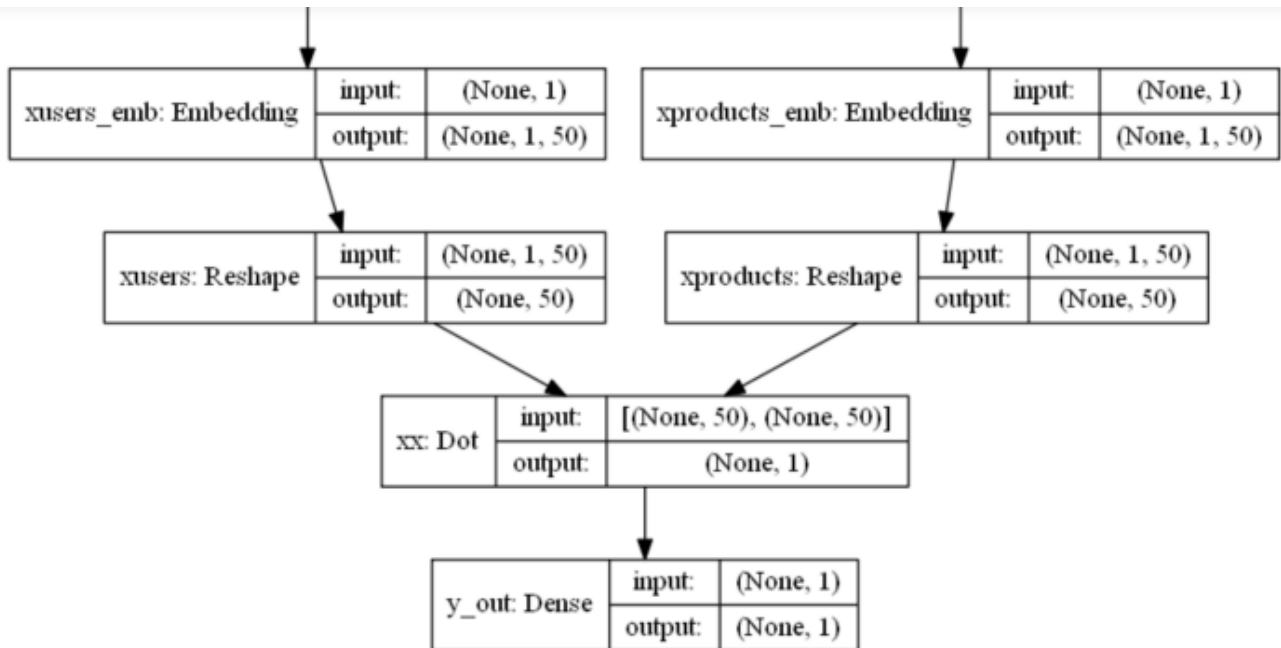 xusers_emb: Embedding
input: (None, 1)
output: (None, 1, 50)
xproducts_emb: Embedding
input: (None, 1)
output: (None, 1, 50)
xusers: Reshape
input: (None, 1, 50)
output: (None, 50)
xproducts: Reshape
input: (None, 1, 50)
output: (None, 50)
xx: Dot
input: [(None, 50), (None, 50)]
output: (None, 1)
y_out: Dense
input: (None, 1)
output: (None, 1)